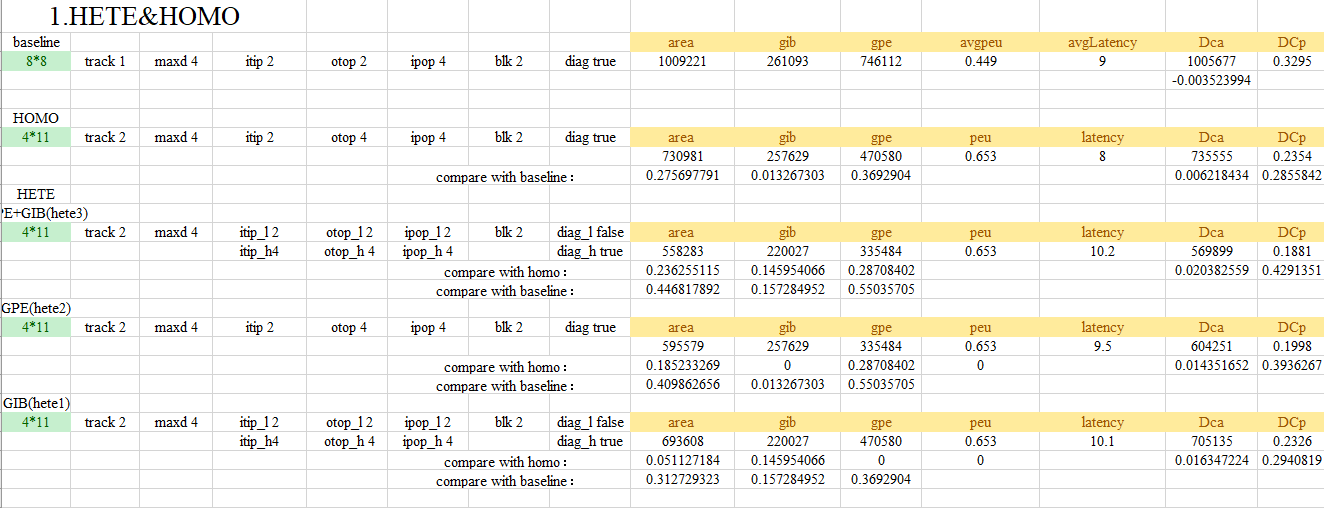 1.HETE&HOMO
baseline area gib gpe avgpeu avgLatency Dca DCp
8*8 track 1 maxd 4 itip 2 otop 2 ipop 4 blk 2 diag true 1009221 261093 746112 0.449 9 1005677 0.3295
-0.003523994
HOMO
4*11 track 2 maxd 4 itip 2 otop 4 ipop 4 blk 2 diag true area gib gpe peu latency Dca DCp
730981 257629 470580 0.653 8 735555 0.2354
compare with baseline： 0.275697791 0.013267303 0.3692904 0.006218434 0.2855842
HETE
PE+GIB(hete3)
4*11 track 2 maxd 4 itip_l 2 otop_l 2 ipop_l 2 blk 2 diag_l false area gib gpe peu latency Dca DCp
itip_h4 otop_h 4 ipop_h 4 diag_h true 558283 220027 335484 0.653 10.2 569899 0.1881
compare with homo： 0.236255115 0.145954066 0.28708402 0.020382559 0.4291351
compare with baseline： 0.446817892 0.157284952 0.55035705
GPE(hete2)
4*11 track 2 maxd 4 itip 2 otop 4 ipop 4 blk 2 diag true area gib gpe peu latency Dca DCp
595579 257629 335484 0.653 9.5 604251 0.1998
compare with homo： 0.185233269 0 0.28708402 0 0.014351652 0.3936267
compare with baseline： 0.409862656 0.013267303 0.55035705
GIB(hete1)
4*11 track 2 maxd 4 itip_l 2 otop_l 2 ipop_l 2 blk 2 diag_l false area gib gpe peu latency Dca DCp
itip_h4 otop_h 4 ipop_h 4 diag_h true 693608 220027 470580 0.653 10.1 705135 0.2326
compare with homo： 0.051127184 0.145954066 0 0 0.016347224 0.2940819
compare with baseline： 0.312729323 0.157284952 0.3692904